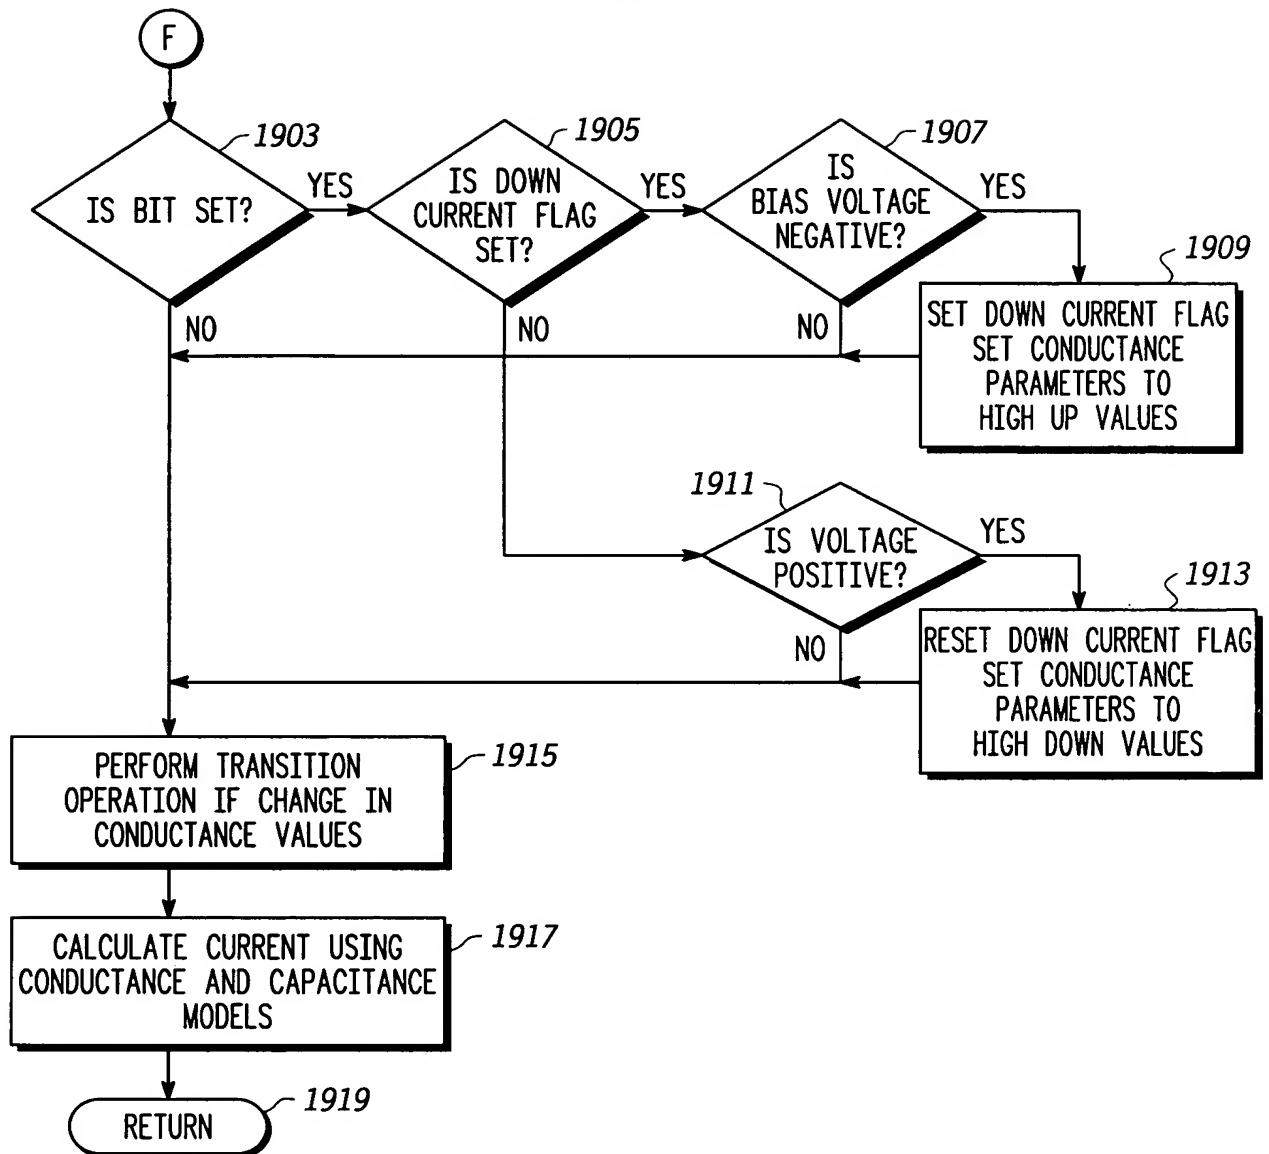 F
1903
IS BIT SET?
YES
NO
1905
IS DOWN
CURRENT FLAG
SET?
YES
NO
1907
IS
BIAS VOLTAGE
NEGATIVE?
YES
NO
1909
SET DOWN CURRENT FLAG
SET CONDUCTANCE
PARAMETERS TO
HIGH UP VALUES
1911
IS VOLTAGE
POSITIVE?
YES
NO
1913
RESET DOWN CURRENT FLAG
SET CONDUCTANCE
PARAMETERS TO
HIGH DOWN VALUES
1915
PERFORM TRANSITION
OPERATION IF CHANGE IN
CONDUCTANCE VALUES
1917
CALCULATE CURRENT USING
CONDUCTANCE AND CAPACITANCE
MODELS
1919
RETURN